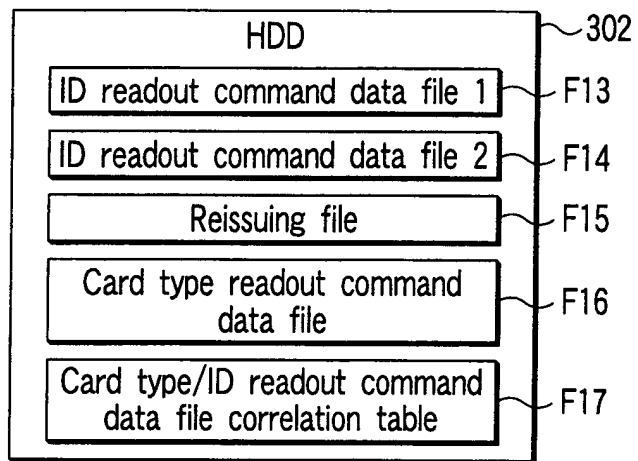 HDD
302
ID readout command data file 1
F13
ID readout command data file 2
F14
Reissuing file
F15
Card type readout command
data file
F16
Card type/ID readout command
data file correlation table
F17